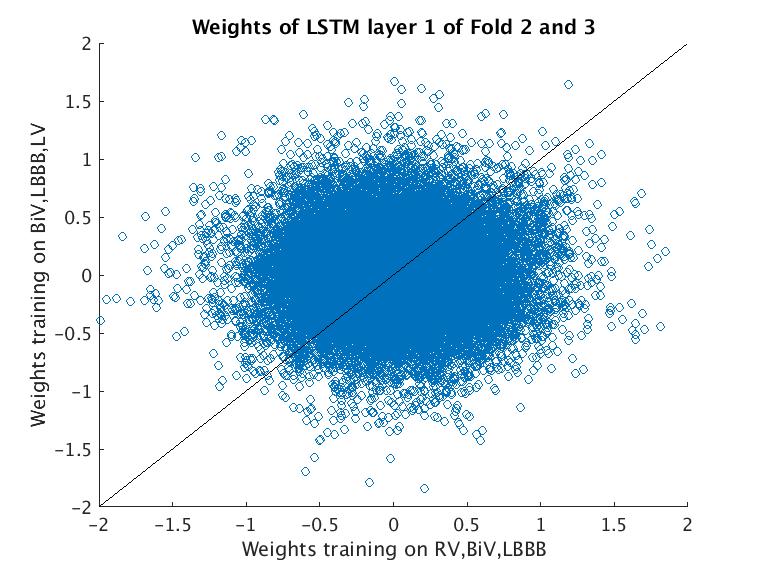 Weights of LSTM layer 1 of Fold 2 and 3
Weights training on BiV,LBBB,LV
2
1.5
1
0.5
0
−0.5
−1
−1.5
−2
−2 −1.5 −1 −0.5 0 0.5 1 1.5 2
Weights training on RV,BiV,LBBB